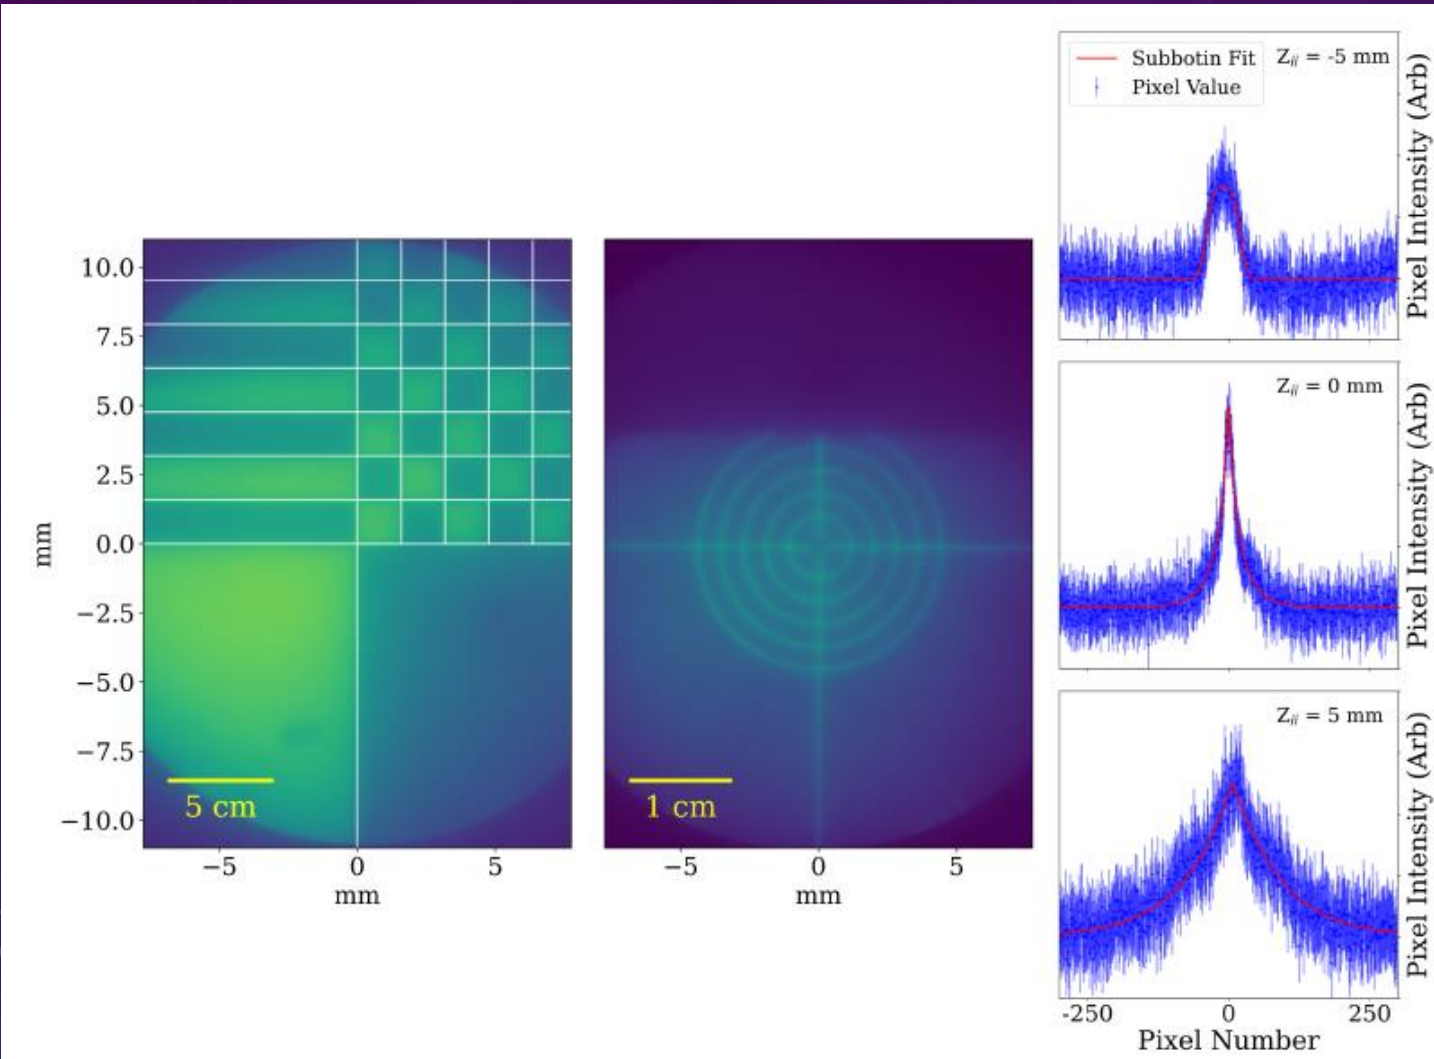 10.0
7.5
5.0
2.5
0.0
−2.5
−5.0
−7.5
−10.0
mm
5 cm
−5 0 5
mm
1 cm
−5 0 5
mm
Subbotin Fit
Pixel Value
Z// = -5 mm
Pixel Intensity (Arb)
Z// = 0 mm
Pixel Intensity (Arb)
Z// = 5 mm
Pixel Intensity (Arb)
-250 0 250
Pixel Number